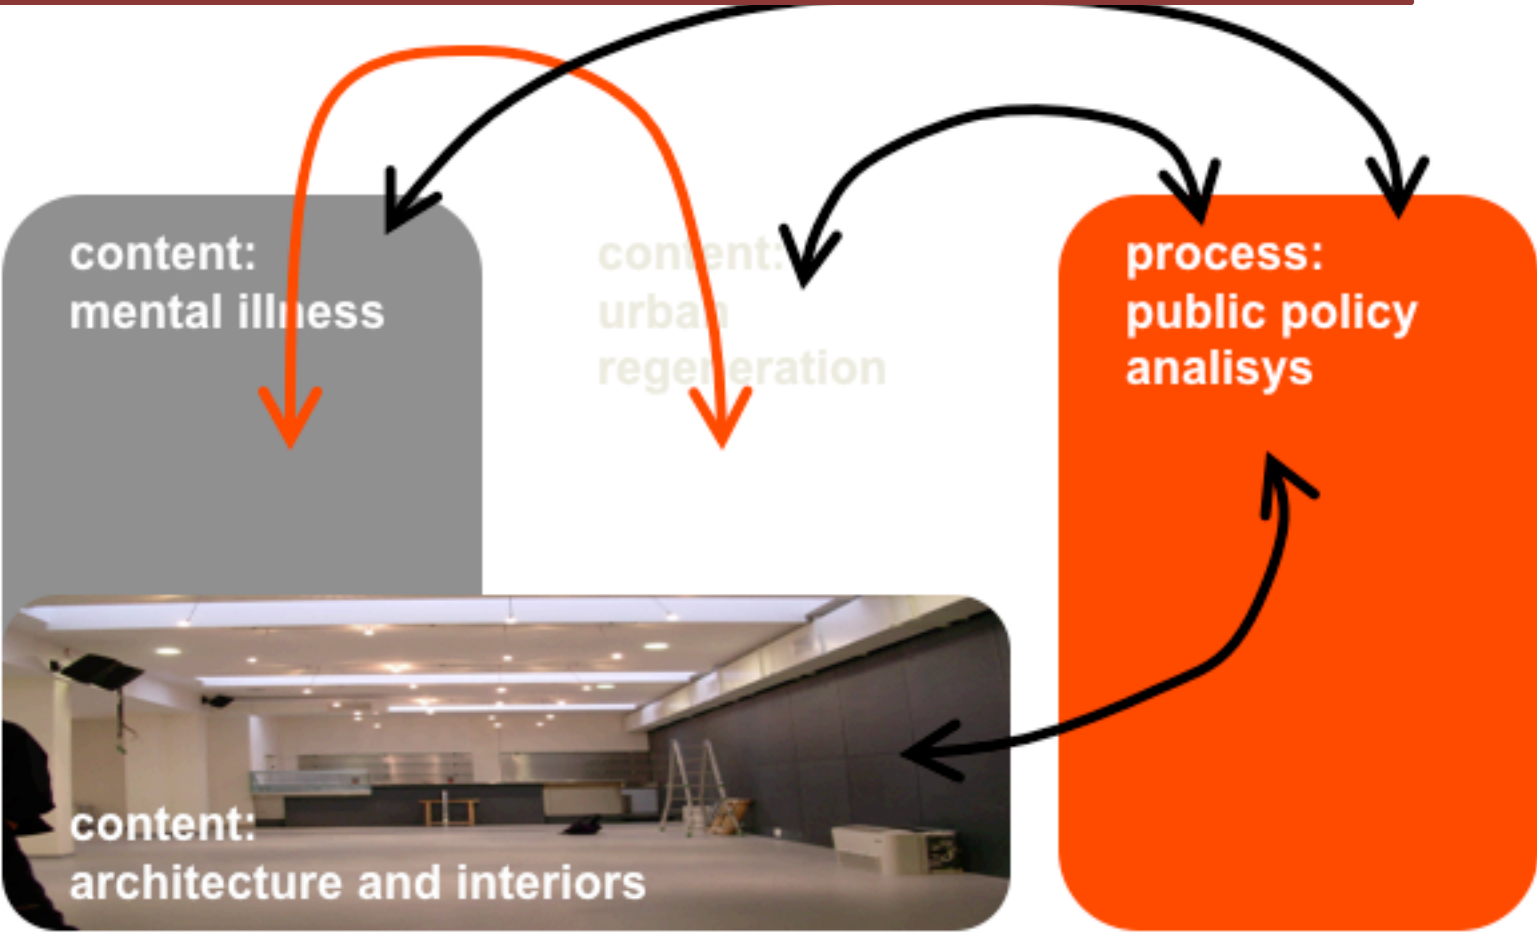 content:
mental illness
content:
urban
regeneration
process:
public policy
analisys
content:
architecture and interiors